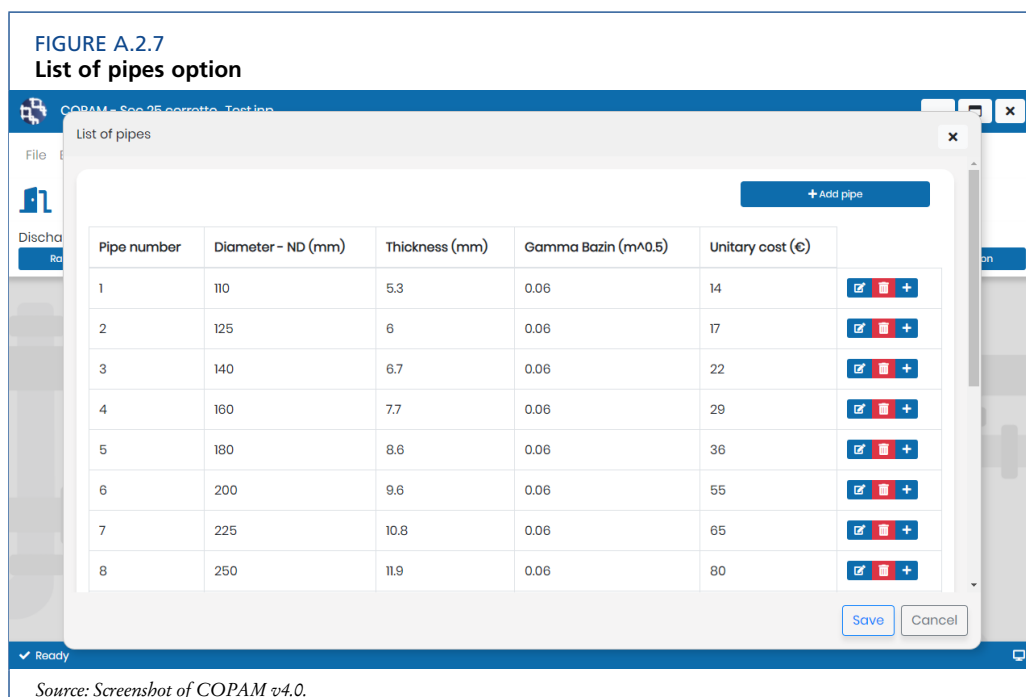 FIGURE A.2.7
List of pipes option
List of pipes
File
+ Add pipe
Discha
Ra
on
Pipe number Diameter - ND (mm) Thickness (mm) Gamma Bazin (m^0.5) Unitary cost (€)
1 110 5.3 0.06 14
2 125 6 0.06 17
3 140 6.7 0.06 22
4 160 7.7 0.06 29
5 180 8.6 0.06 36
6 200 9.6 0.06 55
7 225 10.8 0.06 65
8 250 11.9 0.06 80
Save Cancel
Ready
Source: Screenshot of COPAM v4.0.